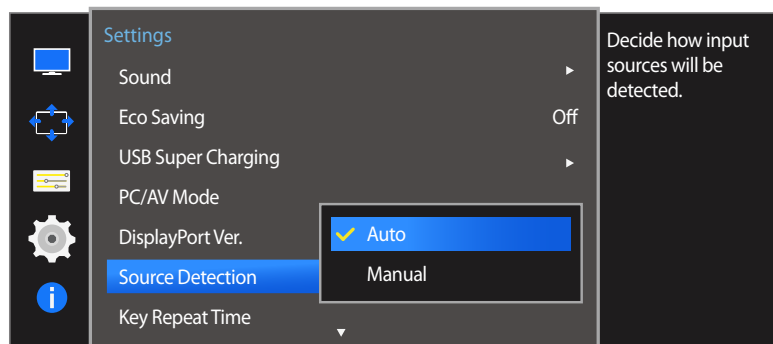 Settings
Sound
Eco Saving Off
USB Super Charging
PC/AV Mode
DisplayPort Ver.
Auto
Source Detection
Manual
Key Repeat Time
Decide how input
sources will be
detected.